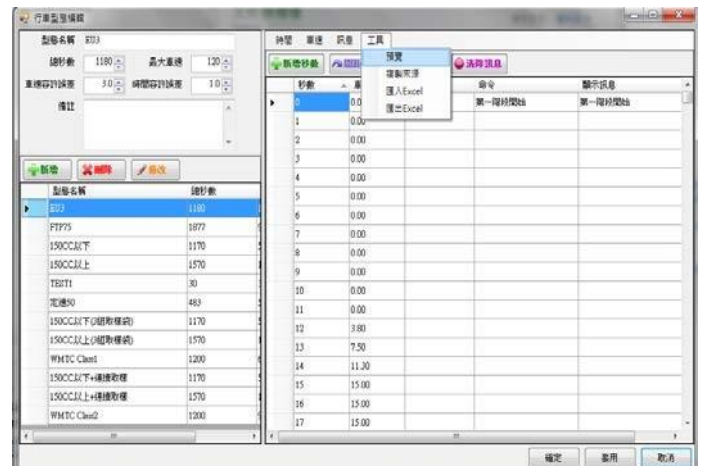 行車型態編輯
型態名稱 EU3
總秒數 1180 最大車速 120
車速容許誤差 3.0 時間容許誤差 1.0
備註
新增 刪除 修改
型態名稱 總秒數
EU3 1180
FTP75 1877
150CC以下 1170
150CC以上 1570
TEST1 30
定速50 483
150CC以下(3組取樣袋) 1170
150CC以上(3組取樣袋) 1570
WMTC Class1 1200
150CC以下+連續取樣 1170
150CC以上+連續取樣 1570
WMTC Class2 1200
時間 車速 訊息 工具
預覽
複製來源
匯入Excel
匯出Excel
新增秒數 清除訊息
秒數 命令 顯示訊息
0 第一階段開始 第一階段開始
1 0.00
2 0.00
3 0.00
4 0.00
5 0.00
6 0.00
7 0.00
8 0.00
9 0.00
10 0.00
11 0.00
12 3.80
13 7.50
14 11.30
15 15.00
16 15.00
17 15.00
確定 套用 取消